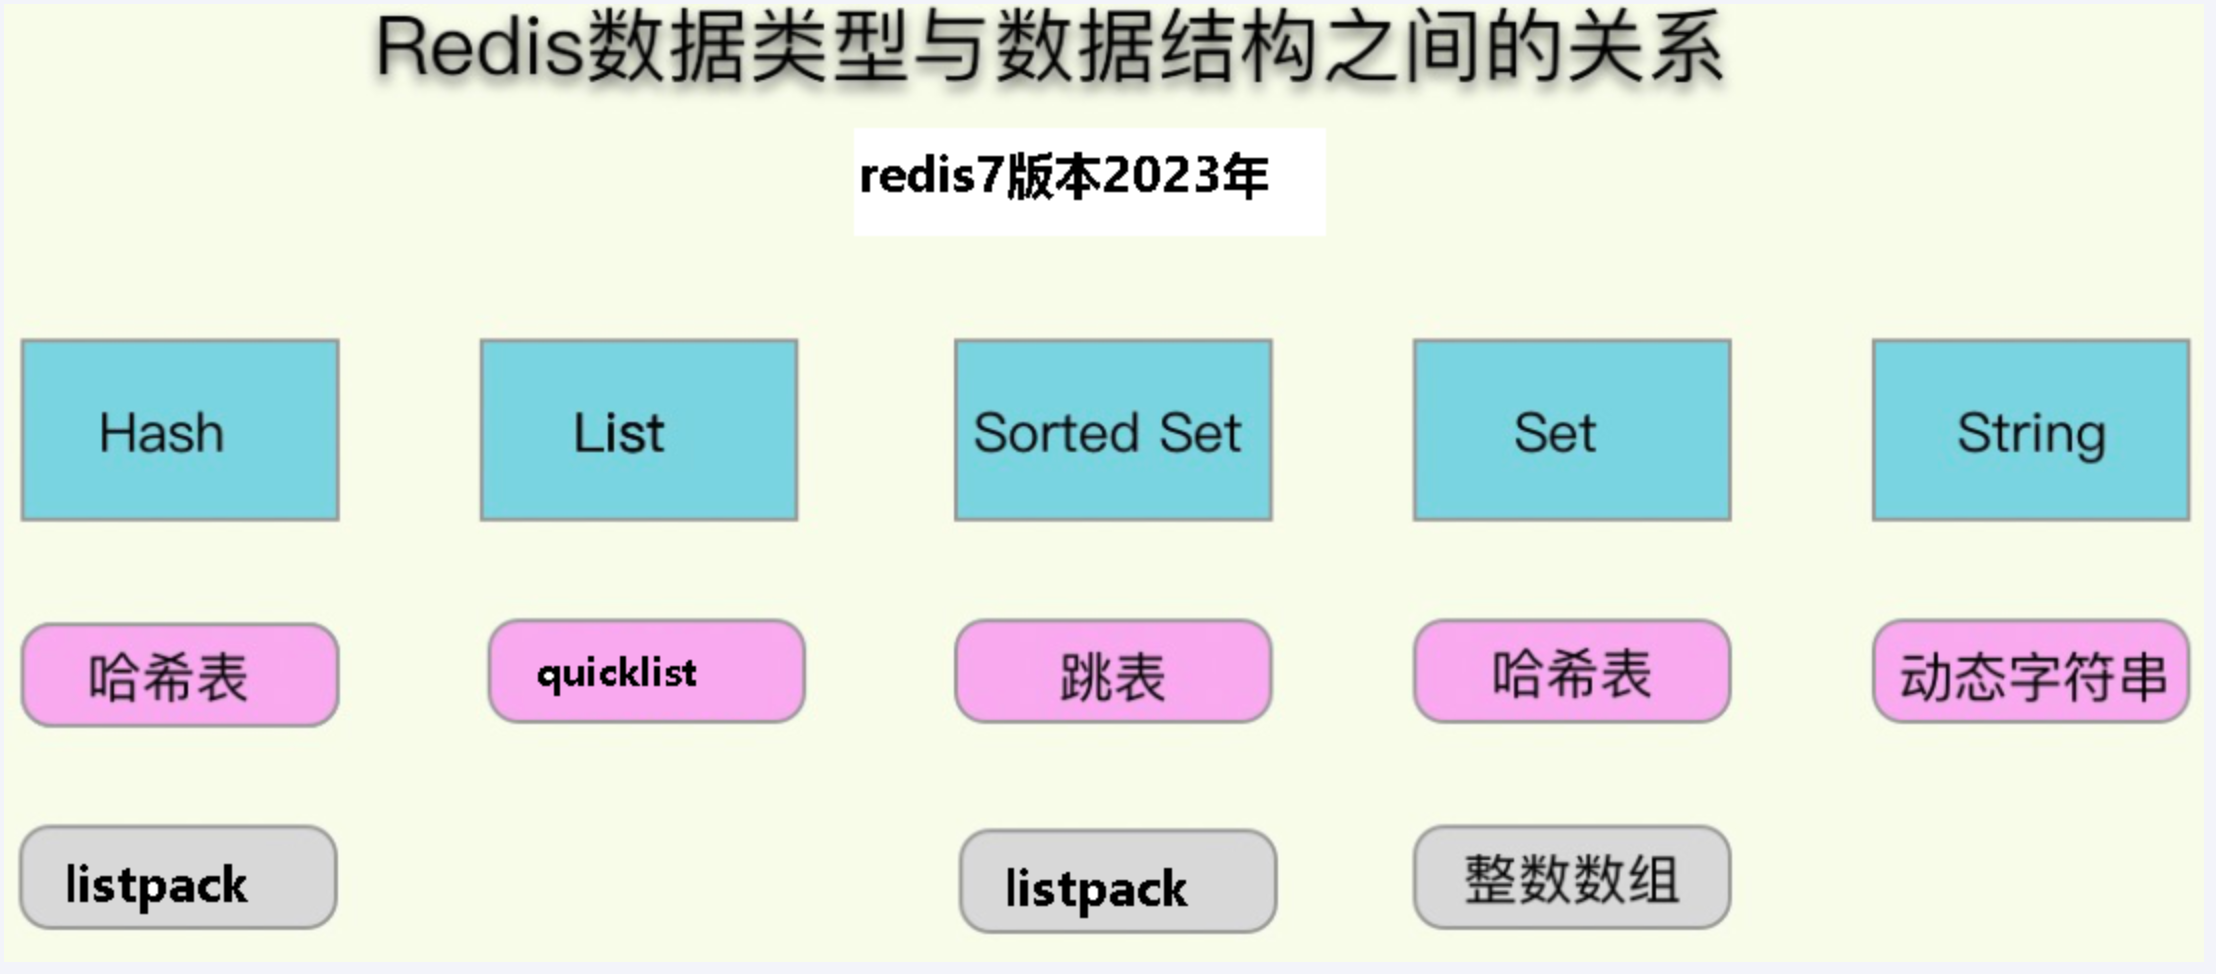 Redis数据类型与数据结构之间的关系
redis7版本2023年
Hash
List
Sorted Set
Set
String
哈希表
quicklist
跳表
哈希表
动态字符串
listpack
listpack
整数数组